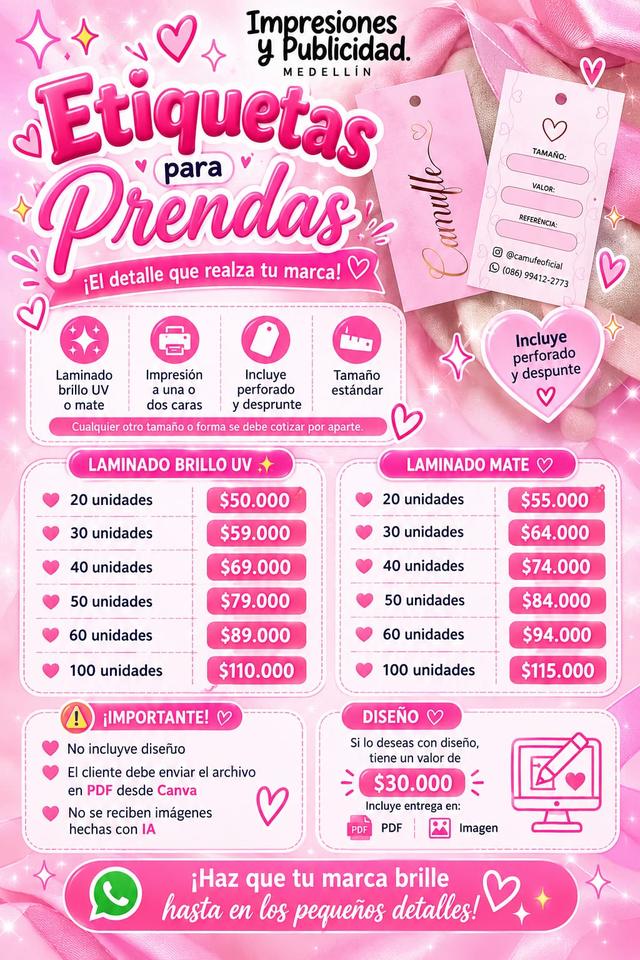 Impresiones
y Publicidad.
MEDELLÍN
Etiquetas
para
Prendas
¡El detalle que realza tu marca!
Camufle
TAMAÑO:
VALOR:
REFERÉNCIA:
@camufeoficial
(086) 99412-2773
Incluye
perforado
y despunte
Laminado
brillo UV
o mate
Impresión
a una o
dos caras
Incluye
perforado
y desprunte
Tamaño
estándar
Cualquier otro tamaño o forma se debe cotizar por aparte.
LAMINADO BRILLO UV
20 unidades $50.000
30 unidades $59.000
40 unidades $69.000
50 unidades $79.000
60 unidades $89.000
100 unidades $110.000
LAMINADO MATE
20 unidades $55.000
30 unidades $64.000
40 unidades $74.000
50 unidades $84.000
60 unidades $94.000
100 unidades $115.000
¡IMPORTANTE!
No incluyve diseñzo
El cliente debe enviar el archivo
en PDF desde Canva
No se reciben imágenes
hechas con IA
DISEÑO
Si lo deseas con diseño,
tiene un valor de
$30.000
Incluye entrega en:
PDF PDF Imagen
¡Haz que tu marca brille
hasta en los pequeños detalles!